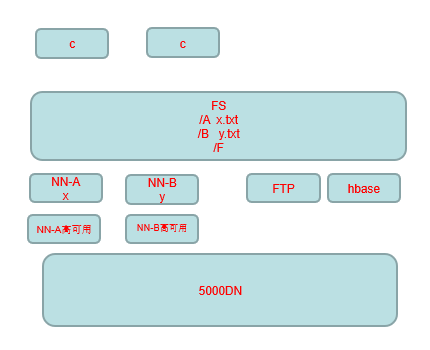 c
c
FS
/A x.txt
/B y.txt
/F
NN-A
x
NN-B
y
FTP
hbase
NN-A高可用
NN-B高可用
5000DN